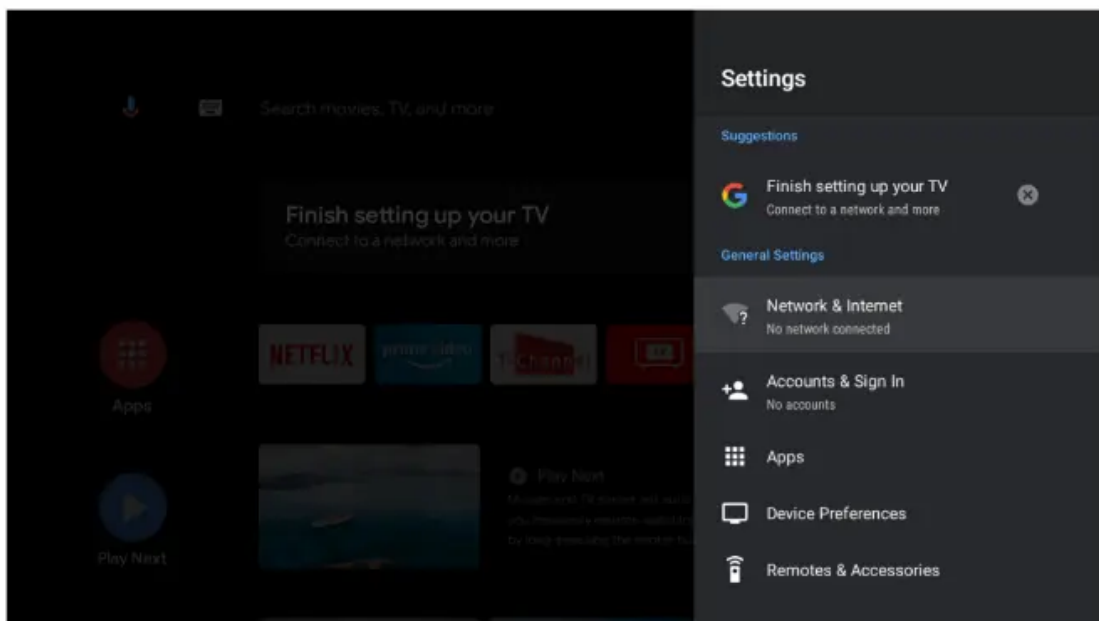 Settings
Search movies, TV, and more
Suggestions
Finish setting up your TV
Connect to a network and more
Finish setting up your TV
Connect to a network and more
General Settings
Network & Internet
No network connected
NETFLIX
prime video
Accounts & Sign In
No accounts
Apps
Apps
Play Next
Device Preferences
Play Next
Remotes & Accessories